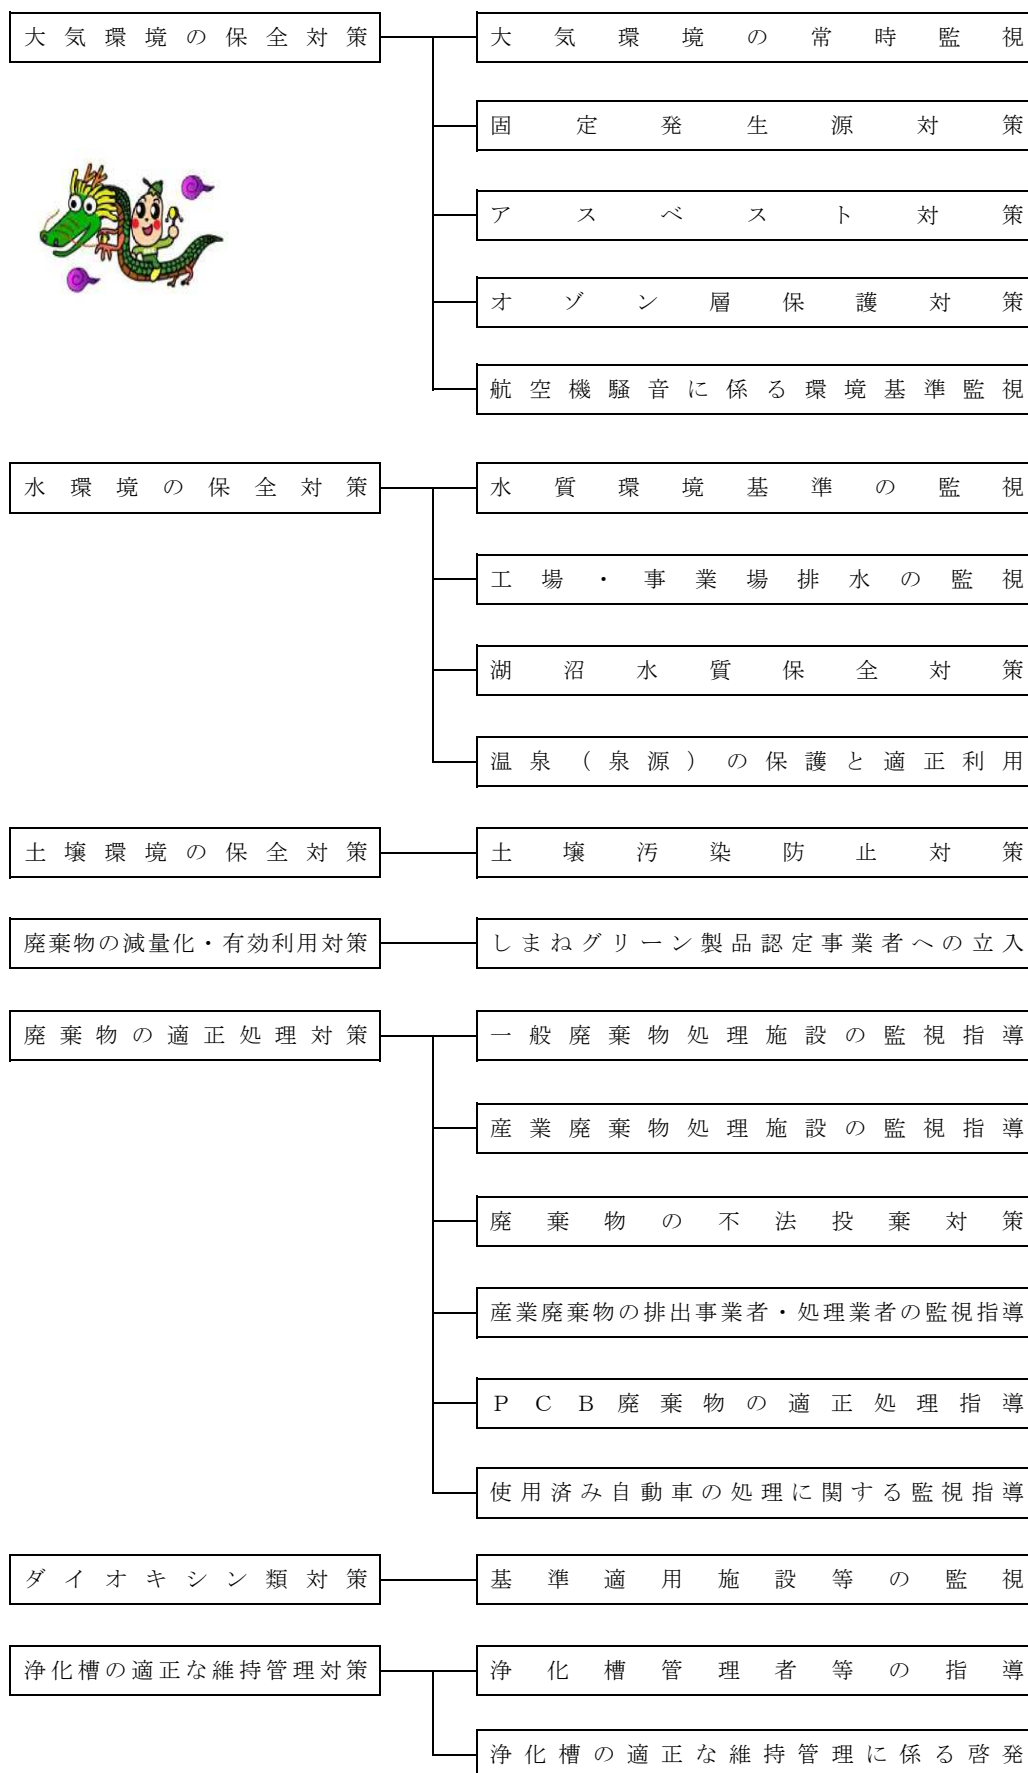 大気環境の保全対策
大気環境の常時監視
固定発生源対策
アスベスト対策
オゾン層保護対策
航空機騒音に係る環境基準監視
水環境の保全対策
水質環境基準の監視
工場・事業場排水の監視
湖沼水質保全対策
温泉(泉源)の保護と適正利用
土壌環境の保全対策
土壌汚染防止対策
廃棄物の減量化・有効利用対策
しまねグリーン製品認定事業者への立入
廃棄物の適正処理対策
一般廃棄物処理施設の監視指導
産業廃棄物処理施設の監視指導
廃棄物の不法投棄対策
産業廃棄物の排出事業者・処理業者の監視指導
PCB廃棄物の適正処理指導
使用済み自動車の処理に関する監視指導
ダイオキシン類対策
基準適用施設等の監視
浄化槽の適正な維持管理対策
浄化槽管理者等の指導
浄化槽の適正な維持管理に係る啓発